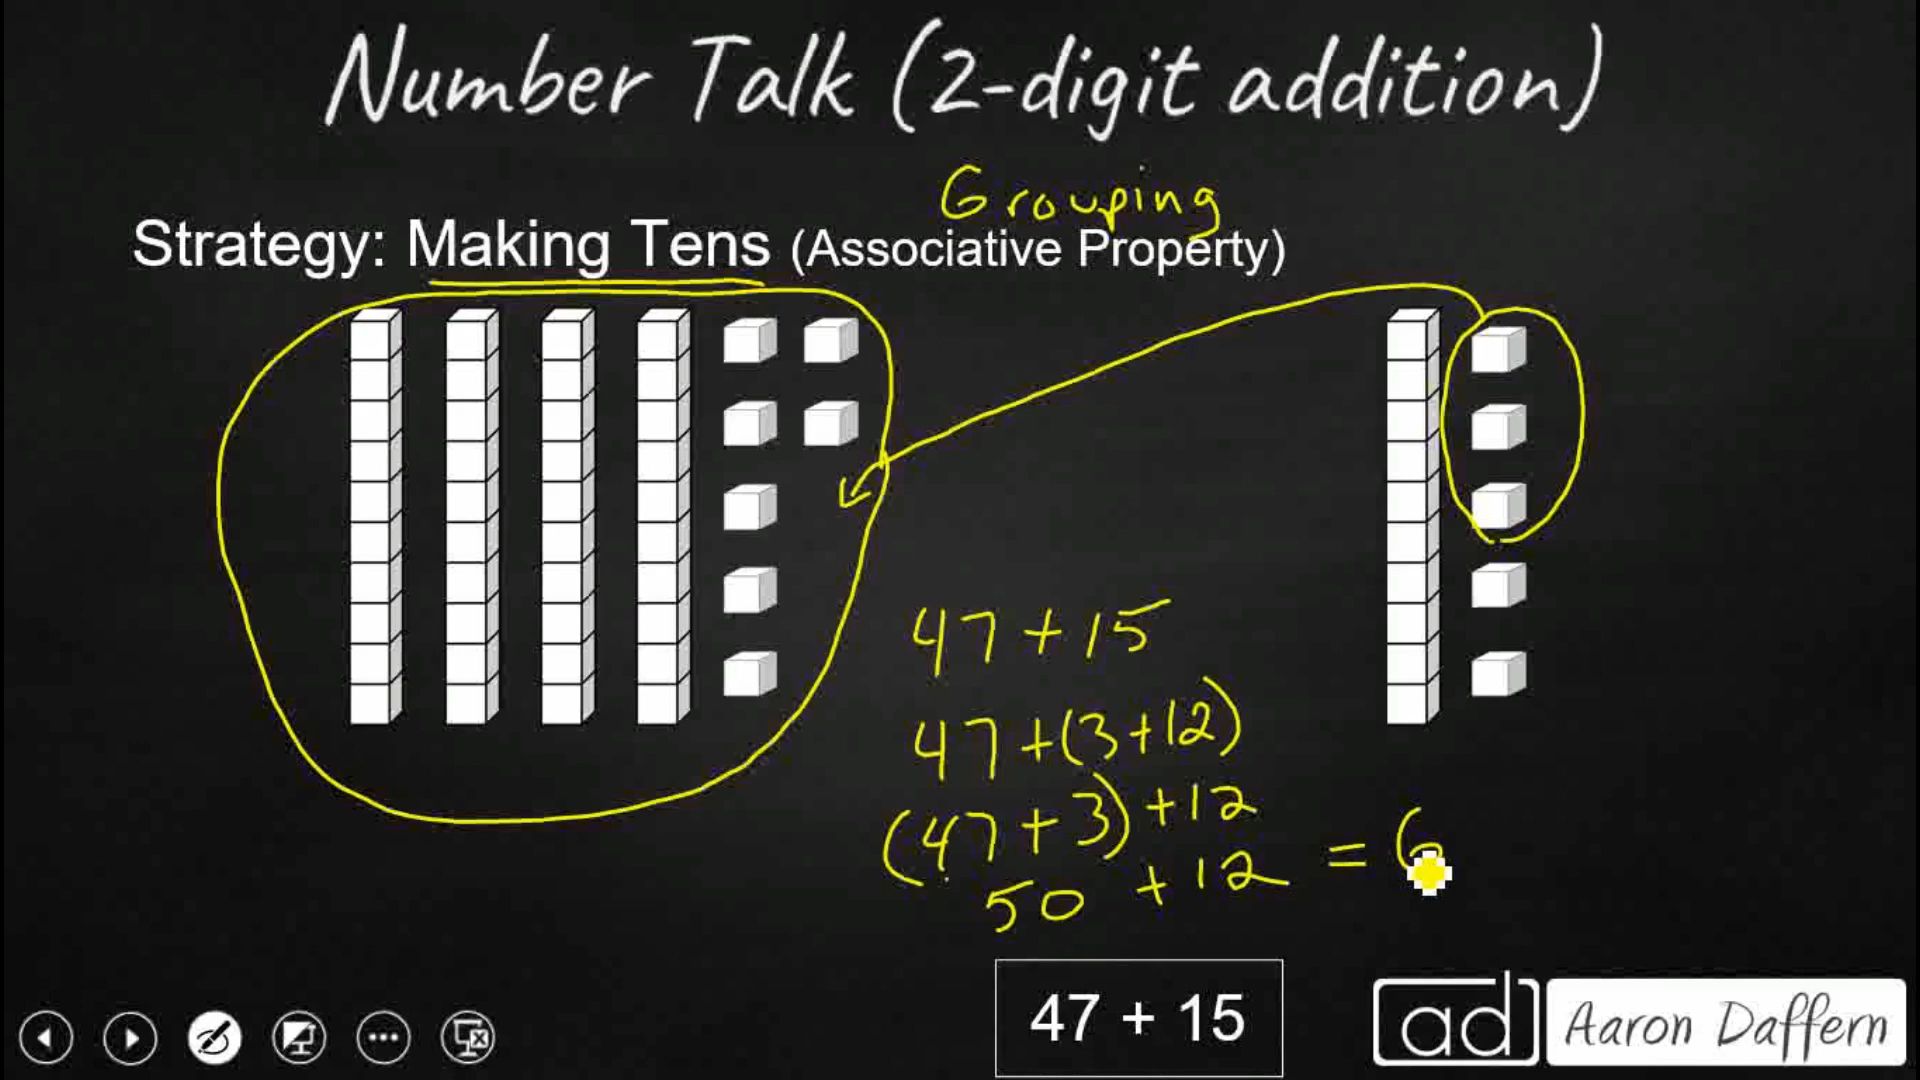 Number Talk (2-digit addition)
Grouping
Strategy: Making Tens (Associative Property)
47 + 15
47 + (3 + 12)
(47 + 3) + 12
50 + 12 = 6
47 + 15
ad Aaron Daffern